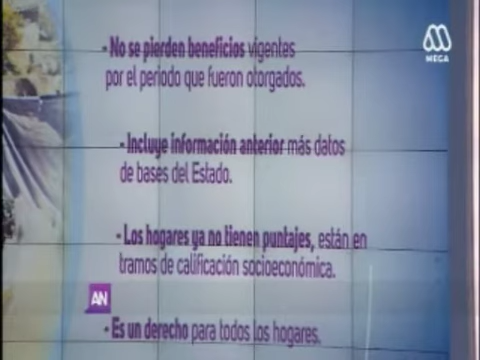 - No se pierden beneficios vigentes
por el periodo que fueron otorgados.
- Incluye información anterior más datos
de bases del Estado.
- Los hogares ya no tienen puntajes, están en
tramos de calificación socioeconómica.
- Es un derecho para todos los hogares.
MEGA
AN